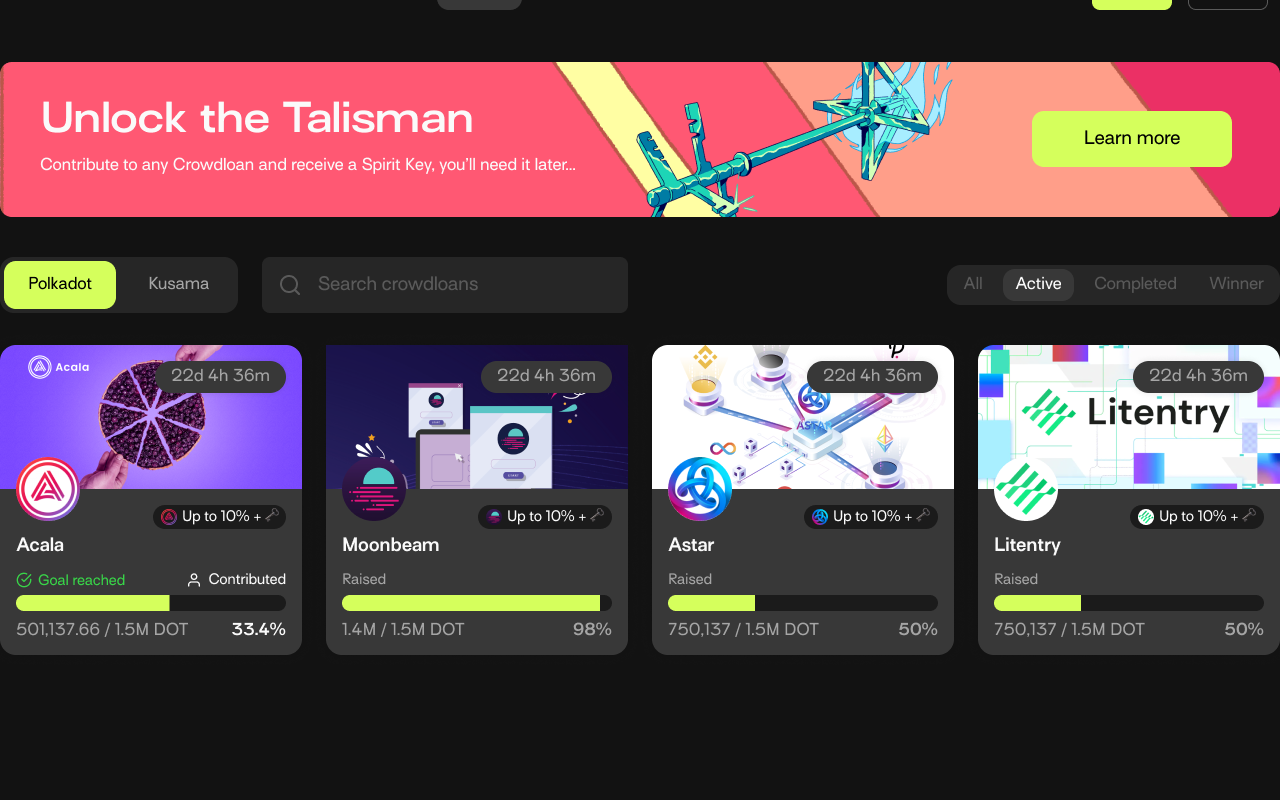 Unlock the Talisman
Contribute to any Crowdloan and receive a Spirit Key, you'll need it later...
Learn more
Polkadot
Kusama
Search crowdloans
All
Active
Completed
Winner
Acala
22d 4h 36m
22d 4h 36m
ASTAR
22d 4h 36m
Litentry
22d 4h 36m
Up to 10% +
Up to 10% +
Up to 10% +
Up to 10% +
Acala
Moonbeam
Astar
Litentry
Goal reached
Contributed
Raised
Raised
Raised
501,137.66 / 1.5M DOT
33.4%
1.4M / 1.5M DOT
98%
750,137 / 1.5M DOT
50%
750,137 / 1.5M DOT
50%